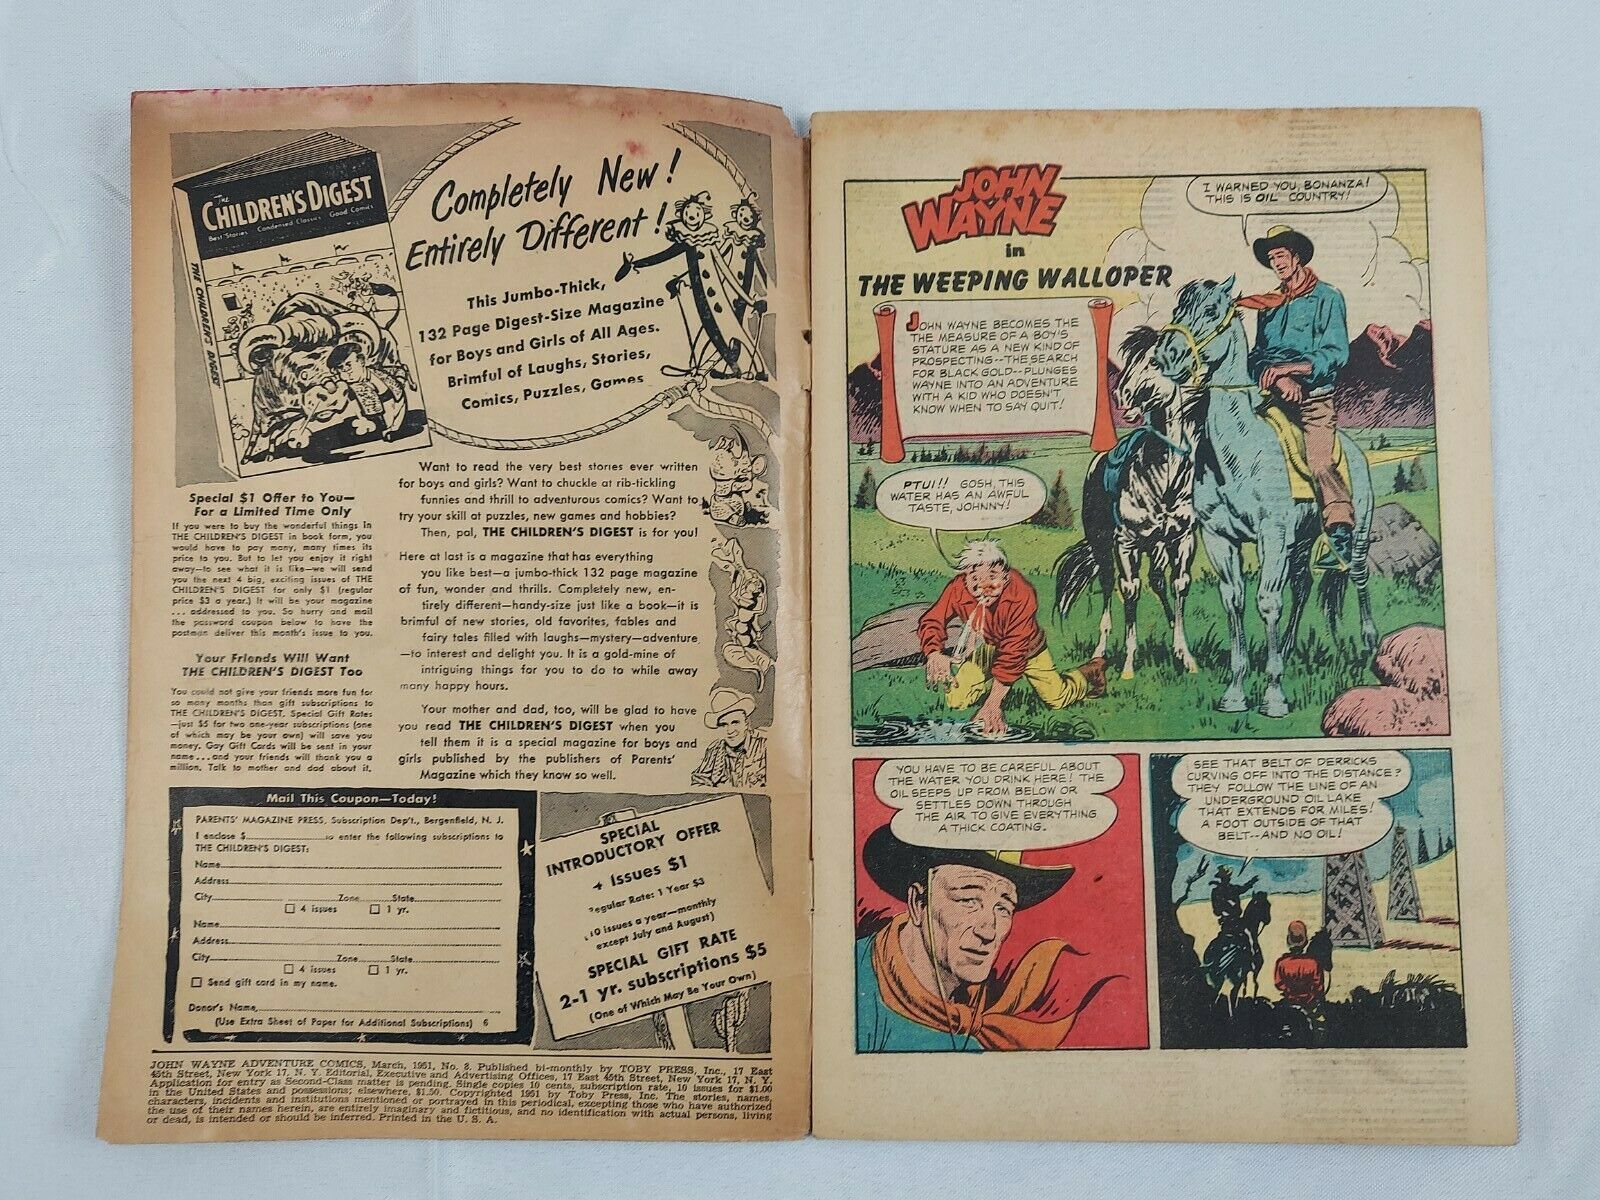 The
CHILDREN'S DIGEST
Best Stories Condensed Classics Good Comics
THE CHILDREN'S DIGEST
Completely New!
Entirely Different!
This Jumbo-Thick,
132 Page Digest-Size Magazine
for Boys and Girls of All Ages.
Brimful of Laughs, Stories,
Comics, Puzzles, Games
Special $1 Offer to You—
For a Limited Time Only
If you were to buy the wonderful things in
THE CHILDREN'S DIGEST in book form, you
would have to pay many, many times its
price to you. But to let you enjoy it right
away—to see what it is like—we will send
you the next 4 big, exciting issues of THE
CHILDREN'S DIGEST for only $1 (regular
price $3 a year.) It will be your magazine
... addressed to you. So hurry and mail
the password coupon below to have the
postman deliver this month's issue to you.
Your Friends Will Want
THE CHILDREN'S DIGEST Too
You could not give your friends more fun for
so many months than gift subscriptions to
THE CHILDREN'S DIGEST. Special Gift Rates
—just $5 for two one-year subscriptions (one
of which may be your own) will save you
money. Gay Gift Cards will be sent in your
name...and your friends will thank you a
million. Talk to mother and dad about it.
Want to read the very best stories ever written
for boys and girls? Want to chuckle at rib-tickling
funnies and thrill to adventurous comics? Want to
try your skill at puzzles, new games and hobbies?
Then, pal, THE CHILDREN'S DIGEST is for you!
Here at last is a magazine that has everything
you like best—a jumbo-thick 132 page magazine
of fun, wonder and thrills. Completely new, en-
tirely different—handy-size just like a book—it is
brimful of new stories, old favorites, fables and
fairy tales filled with laughs—mystery—adventure
—to interest and delight you. It is a gold-mine of
intriguing things for you to do to while away
many happy hours.
Your mother and dad, too, will be glad to have
you read THE CHILDREN'S DIGEST when you
tell them it is a special magazine for boys and
girls published by the publishers of Parents'
Magazine which they know so well.
Mail This Coupon—Today!
PARENTS' MAGAZINE PRESS, Subscription Dep't., Bergenfield, N. J.
I enclose $ to enter the following subscriptions to
THE CHILDREN'S DIGEST:
Name
Address
City Zone State
4 issues 1 yr.
Name
Address
City Zone State
4 issues 1 yr.
Send gift card in my name.
Donor's Name
(Use Extra Sheet of Paper for Additional Subscriptions) 6
SPECIAL
INTRODUCTORY OFFER
4 Issues $1
Regular Rate: 1 Year $3
(10 issues a year—monthly
except July and August)
SPECIAL GIFT RATE
2-1 yr. subscriptions $5
(One of Which May Be Your Own)
JOHN WAYNE ADVENTURE COMICS, March, 1951, No. 8. Published bi-monthly by TOBY PRESS, Inc., 17 East
45th Street, New York 17, N. Y. Editorial, Executive and Advertising Offices, 17 East 45th Street, New York 17, N. Y.
Application for entry as Second-Class matter is pending. Single copies 10 cents, subscription rate, 10 issues for $1.00
in the United States and possessions; elsewhere, $1.50. Copyrighted 1951 by Toby Press, Inc. The stories, names,
characters, incidents and institutions mentioned or portrayed in this periodical, excepting those who have authorized
the use of their names herein, are entirely imaginary and fictitious, and no identification with actual persons, living
or dead, is intended or should be inferred. Printed in the U. S. A.
JOHN
WAYNE
in
THE WEEPING WALLOPER
I WARNED YOU, BONANZA!
THIS IS OIL COUNTRY!
JOHN WAYNE BECOMES THE
THE MEASURE OF A BOY'S
STATURE AS A NEW KIND OF
PROSPECTING--THE SEARCH
FOR BLACK GOLD--PLUNGES
WAYNE INTO AN ADVENTURE
WITH A KID WHO DOESN'T
KNOW WHEN TO SAY QUIT!
PTUI!! GOSH, THIS
WATER HAS AN AWFUL
TASTE, JOHNNY!
YOU HAVE TO BE CAREFUL ABOUT
THE WATER YOU DRINK HERE! THE
OIL SEEPS UP FROM BELOW OR
SETTLES DOWN THROUGH
THE AIR TO GIVE EVERYTHING
A THICK COATING.
SEE THAT BELT OF DERRICKS
CURVING OFF INTO THE DISTANCE?
THEY FOLLOW THE LINE OF AN
UNDERGROUND OIL LAKE
THAT EXTENDS FOR MILES!
A FOOT OUTSIDE OF THAT
BELT--AND NO OIL!